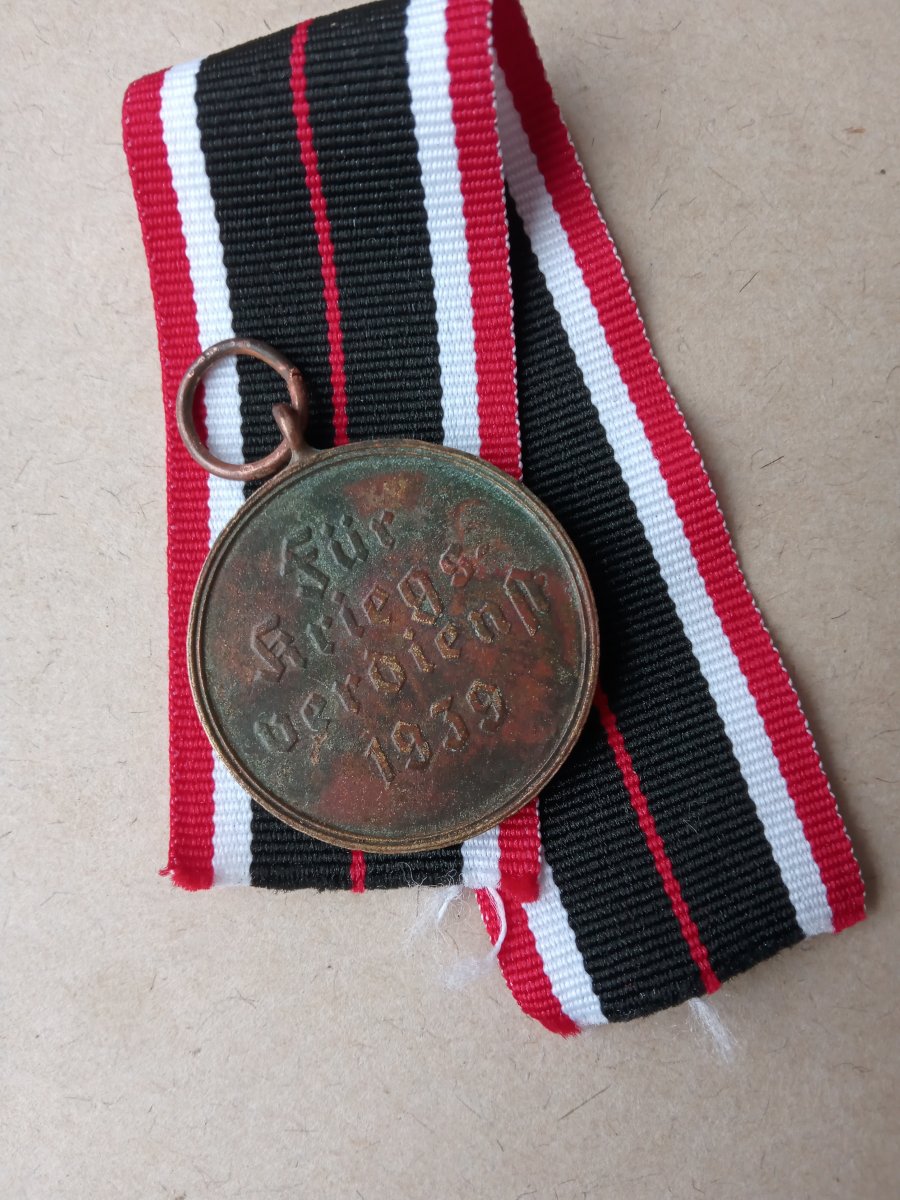 Für
Kriegs-
verdienst
1939